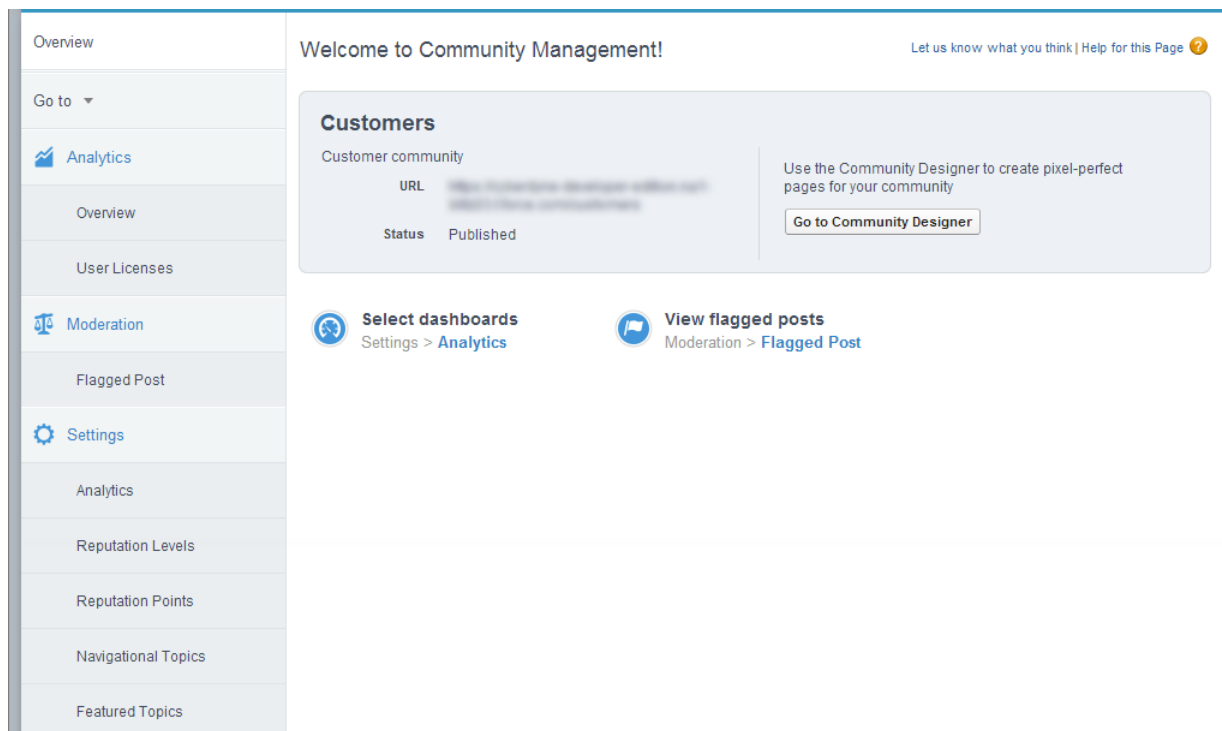 Overview
Go to
Analytics
Overview
User Licenses
Moderation
Flagged Post
Settings
Analytics
Reputation Levels
Reputation Points
Navigational Topics
Featured Topics
Welcome to Community Management!
Let us know what you think | Help for this Page ?
Customers
Customer community
URL
Status Published
Use the Community Designer to create pixel-perfect
pages for your community
Go to Community Designer
Select dashboards
Settings > Analytics
View flagged posts
Moderation > Flagged Post